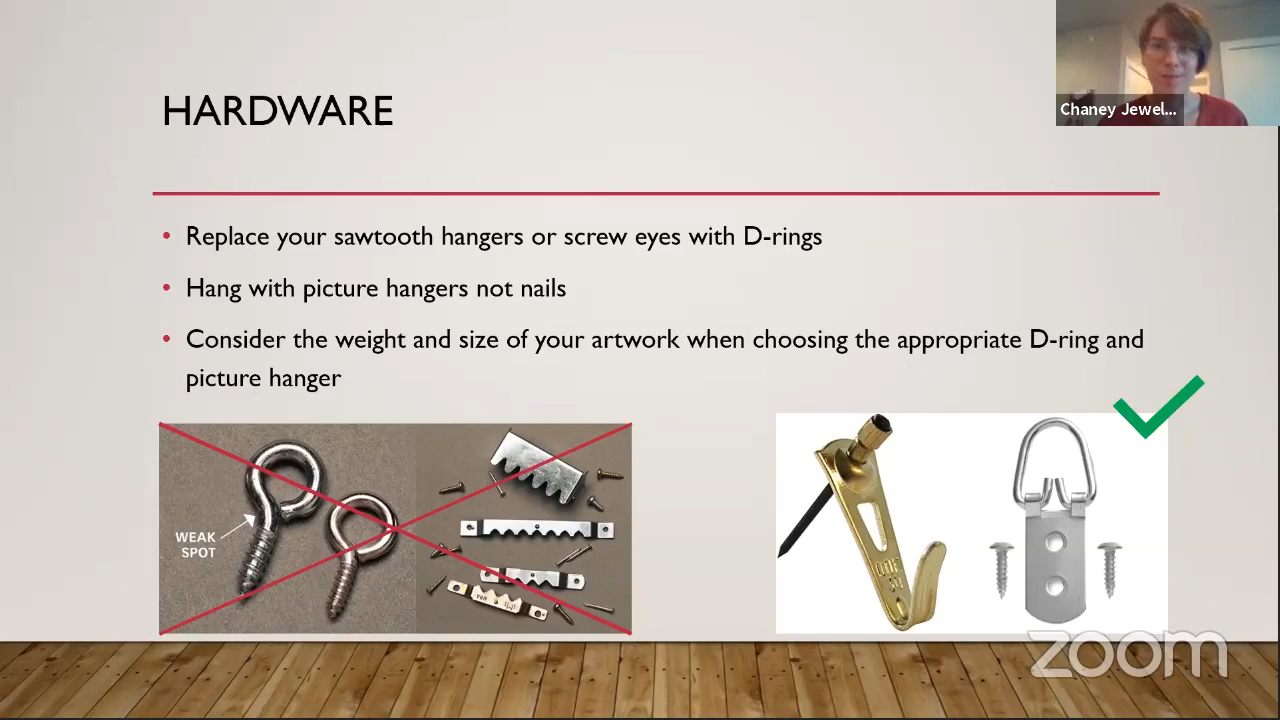 HARDWARE
Chaney Jewel...
• Replace your sawtooth hangers or screw eyes with D-rings
• Hang with picture hangers not nails
• Consider the weight and size of your artwork when choosing the appropriate D-ring and
picture hanger
WEAK
SPOT
zoom